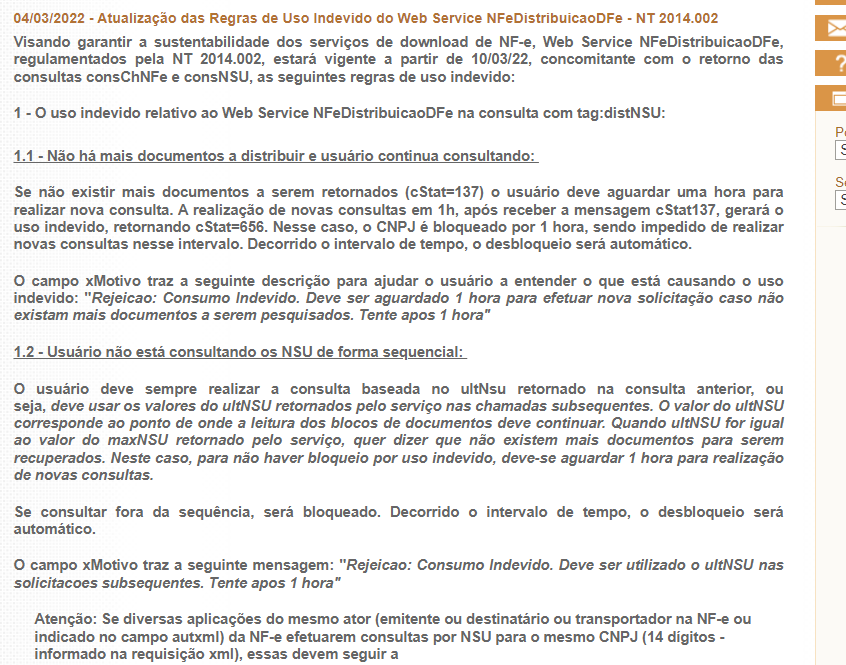 04/03/2022 - Atualização das Regras de Uso Indevido do Web Service NFeDistribuicaoDFe - NT 2014.002
Visando garantir a sustentabilidade dos serviços de download de NF-e, Web Service NFeDistribuicaoDFe,
regulamentados pela NT 2014.002, estará vigente a partir de 10/03/22, concomitante com o retorno das
consultas consChNFe e consNSU, as seguintes regras de uso indevido:
1 - O uso indevido relativo ao Web Service NFeDistribuicaoDFe na consulta com tag:distNSU:
1.1 - Não há mais documentos a distribuir e usuário continua consultando:
Se não existir mais documentos a serem retornados (cStat=137) o usuário deve aguardar uma hora para
realizar nova consulta. A realização de novas consultas em 1h, após receber a mensagem cStat137, gerará o
uso indevido, retornando cStat=656. Nesse caso, o CNPJ é bloqueado por 1 hora, sendo impedido de realizar
novas consultas nesse intervalo. Decorrido o intervalo de tempo, o desbloqueio será automático.
O campo xMotivo traz a seguinte descrição para ajudar o usuário a entender o que está causando o uso
indevido: "Rejeicao: Consumo Indevido. Deve ser aguardado 1 hora para efetuar nova solicitação caso não
existam mais documentos a serem pesquisados. Tente apos 1 hora"
1.2 - Usuário não está consultando os NSU de forma sequencial:
O usuário deve sempre realizar a consulta baseada no ultNsu retornado na consulta anterior, ou
seja, deve usar os valores do ultNSU retornados pelo serviço nas chamadas subsequentes. O valor do ultNSU
corresponde ao ponto de onde a leitura dos blocos de documentos deve continuar. Quando ultNSU for igual
ao valor do maxNSU retornado pelo serviço, quer dizer que não existem mais documentos para serem
recuperados. Neste caso, para não haver bloqueio por uso indevido, deve-se aguardar 1 hora para realização
de novas consultas.
Se consultar fora da sequência, será bloqueado. Decorrido o intervalo de tempo, o desbloqueio será
automático.
O campo xMotivo traz a seguinte mensagem: "Rejeicao: Consumo Indevido. Deve ser utilizado o ultNSU nas
solicitacoes subsequentes. Tente apos 1 hora"
Atenção: Se diversas aplicações do mesmo ator (emitente ou destinatário ou transportador na NF-e ou
indicado no campo autxml) da NF-e efetuarem consultas por NSU para o mesmo CNPJ (14 dígitos -
informado na requisição xml), essas devem seguir a